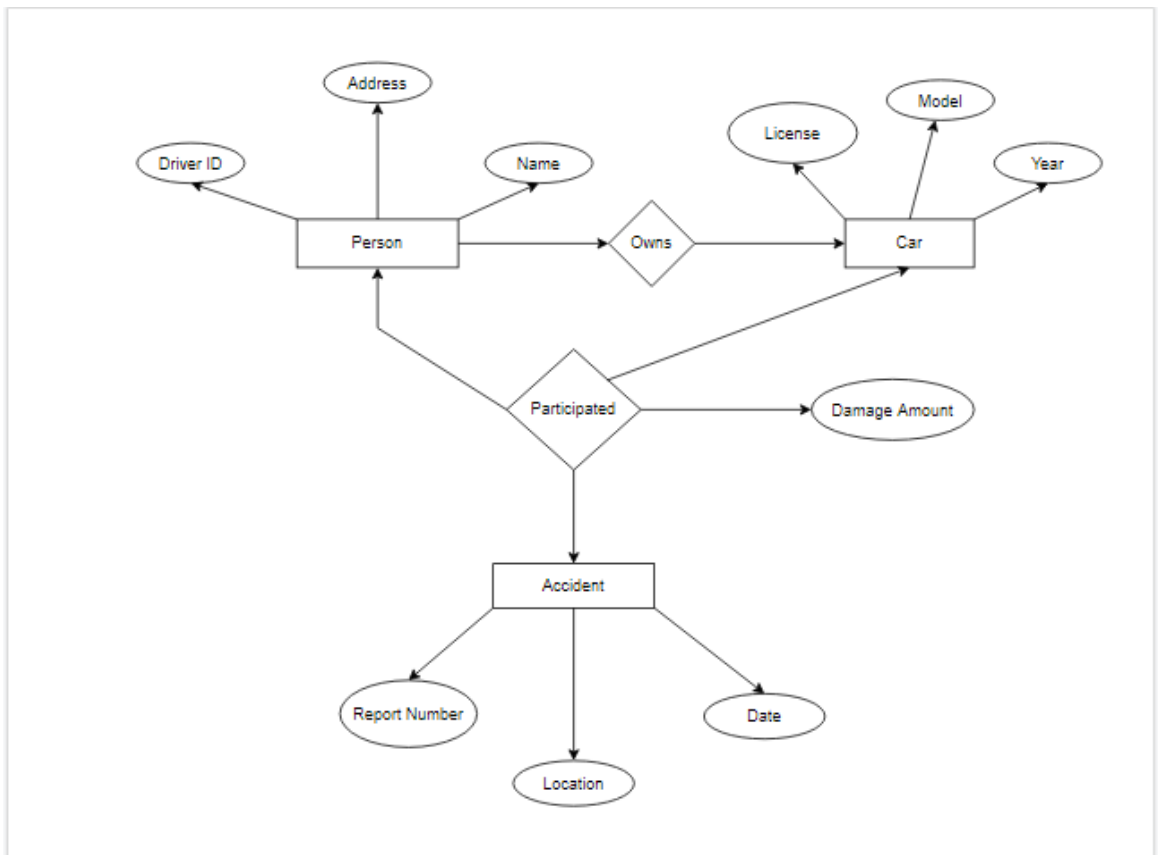 Address
Model
License
Driver ID
Name
Year
Person
Owns
Car
Participated
Damage Amount
Accident
Report Number
Date
Location